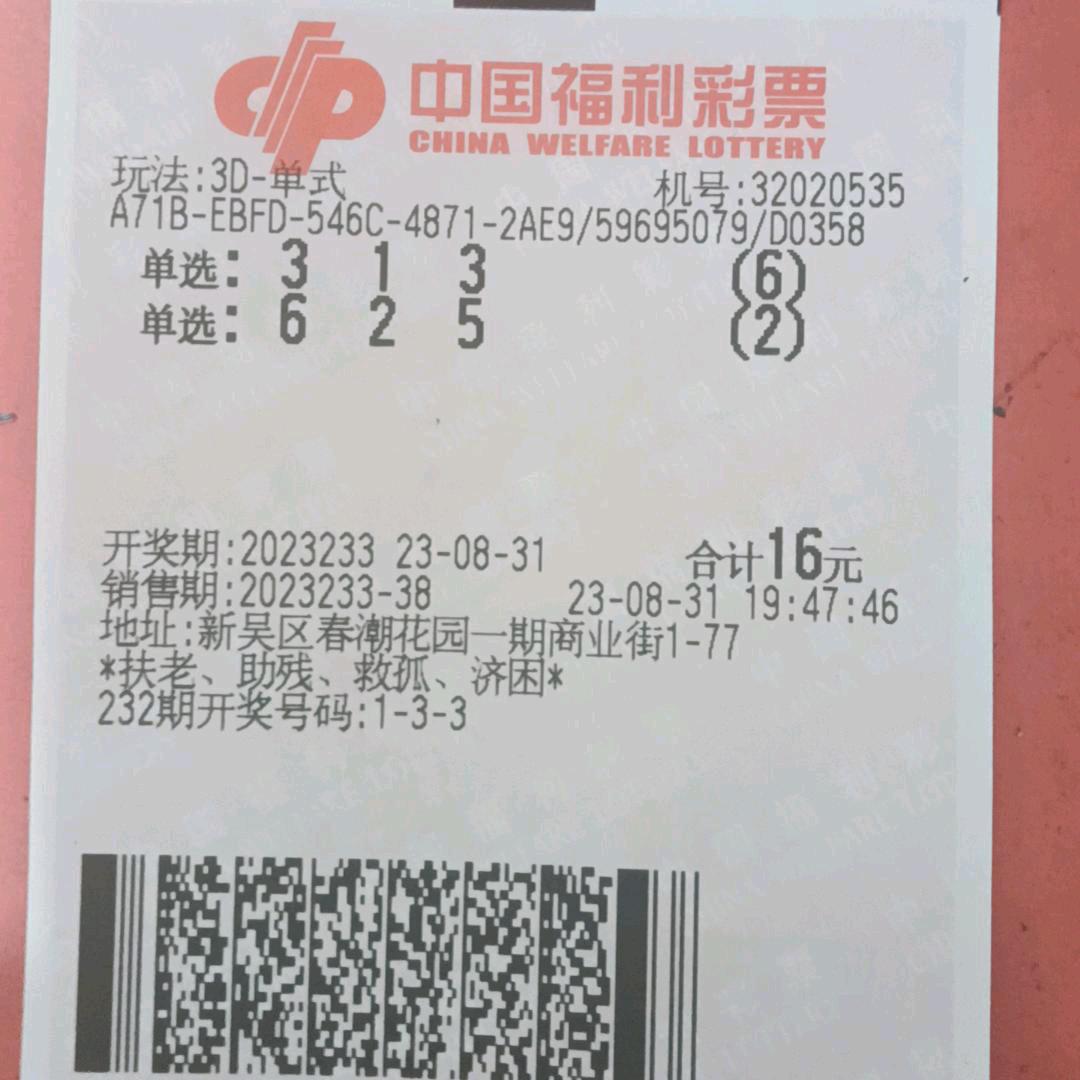 中国福利彩票
CHINA WELFARE LOTTERY
玩法:3D-单式 机号:32020535
A71B-EBFD-546C-4871-2AE9/59695079/D0358
单选: 3 1 3 (6)
单选: 6 2 5 (2)
开奖期:2023233 23-08-31 合计16元
销售期:2023233-38 23-08-31 19:47:46
地址:新吴区春潮花园一期商业街1-77
*扶老、助残、救孤、济困*
232期开奖号码:1-3-3